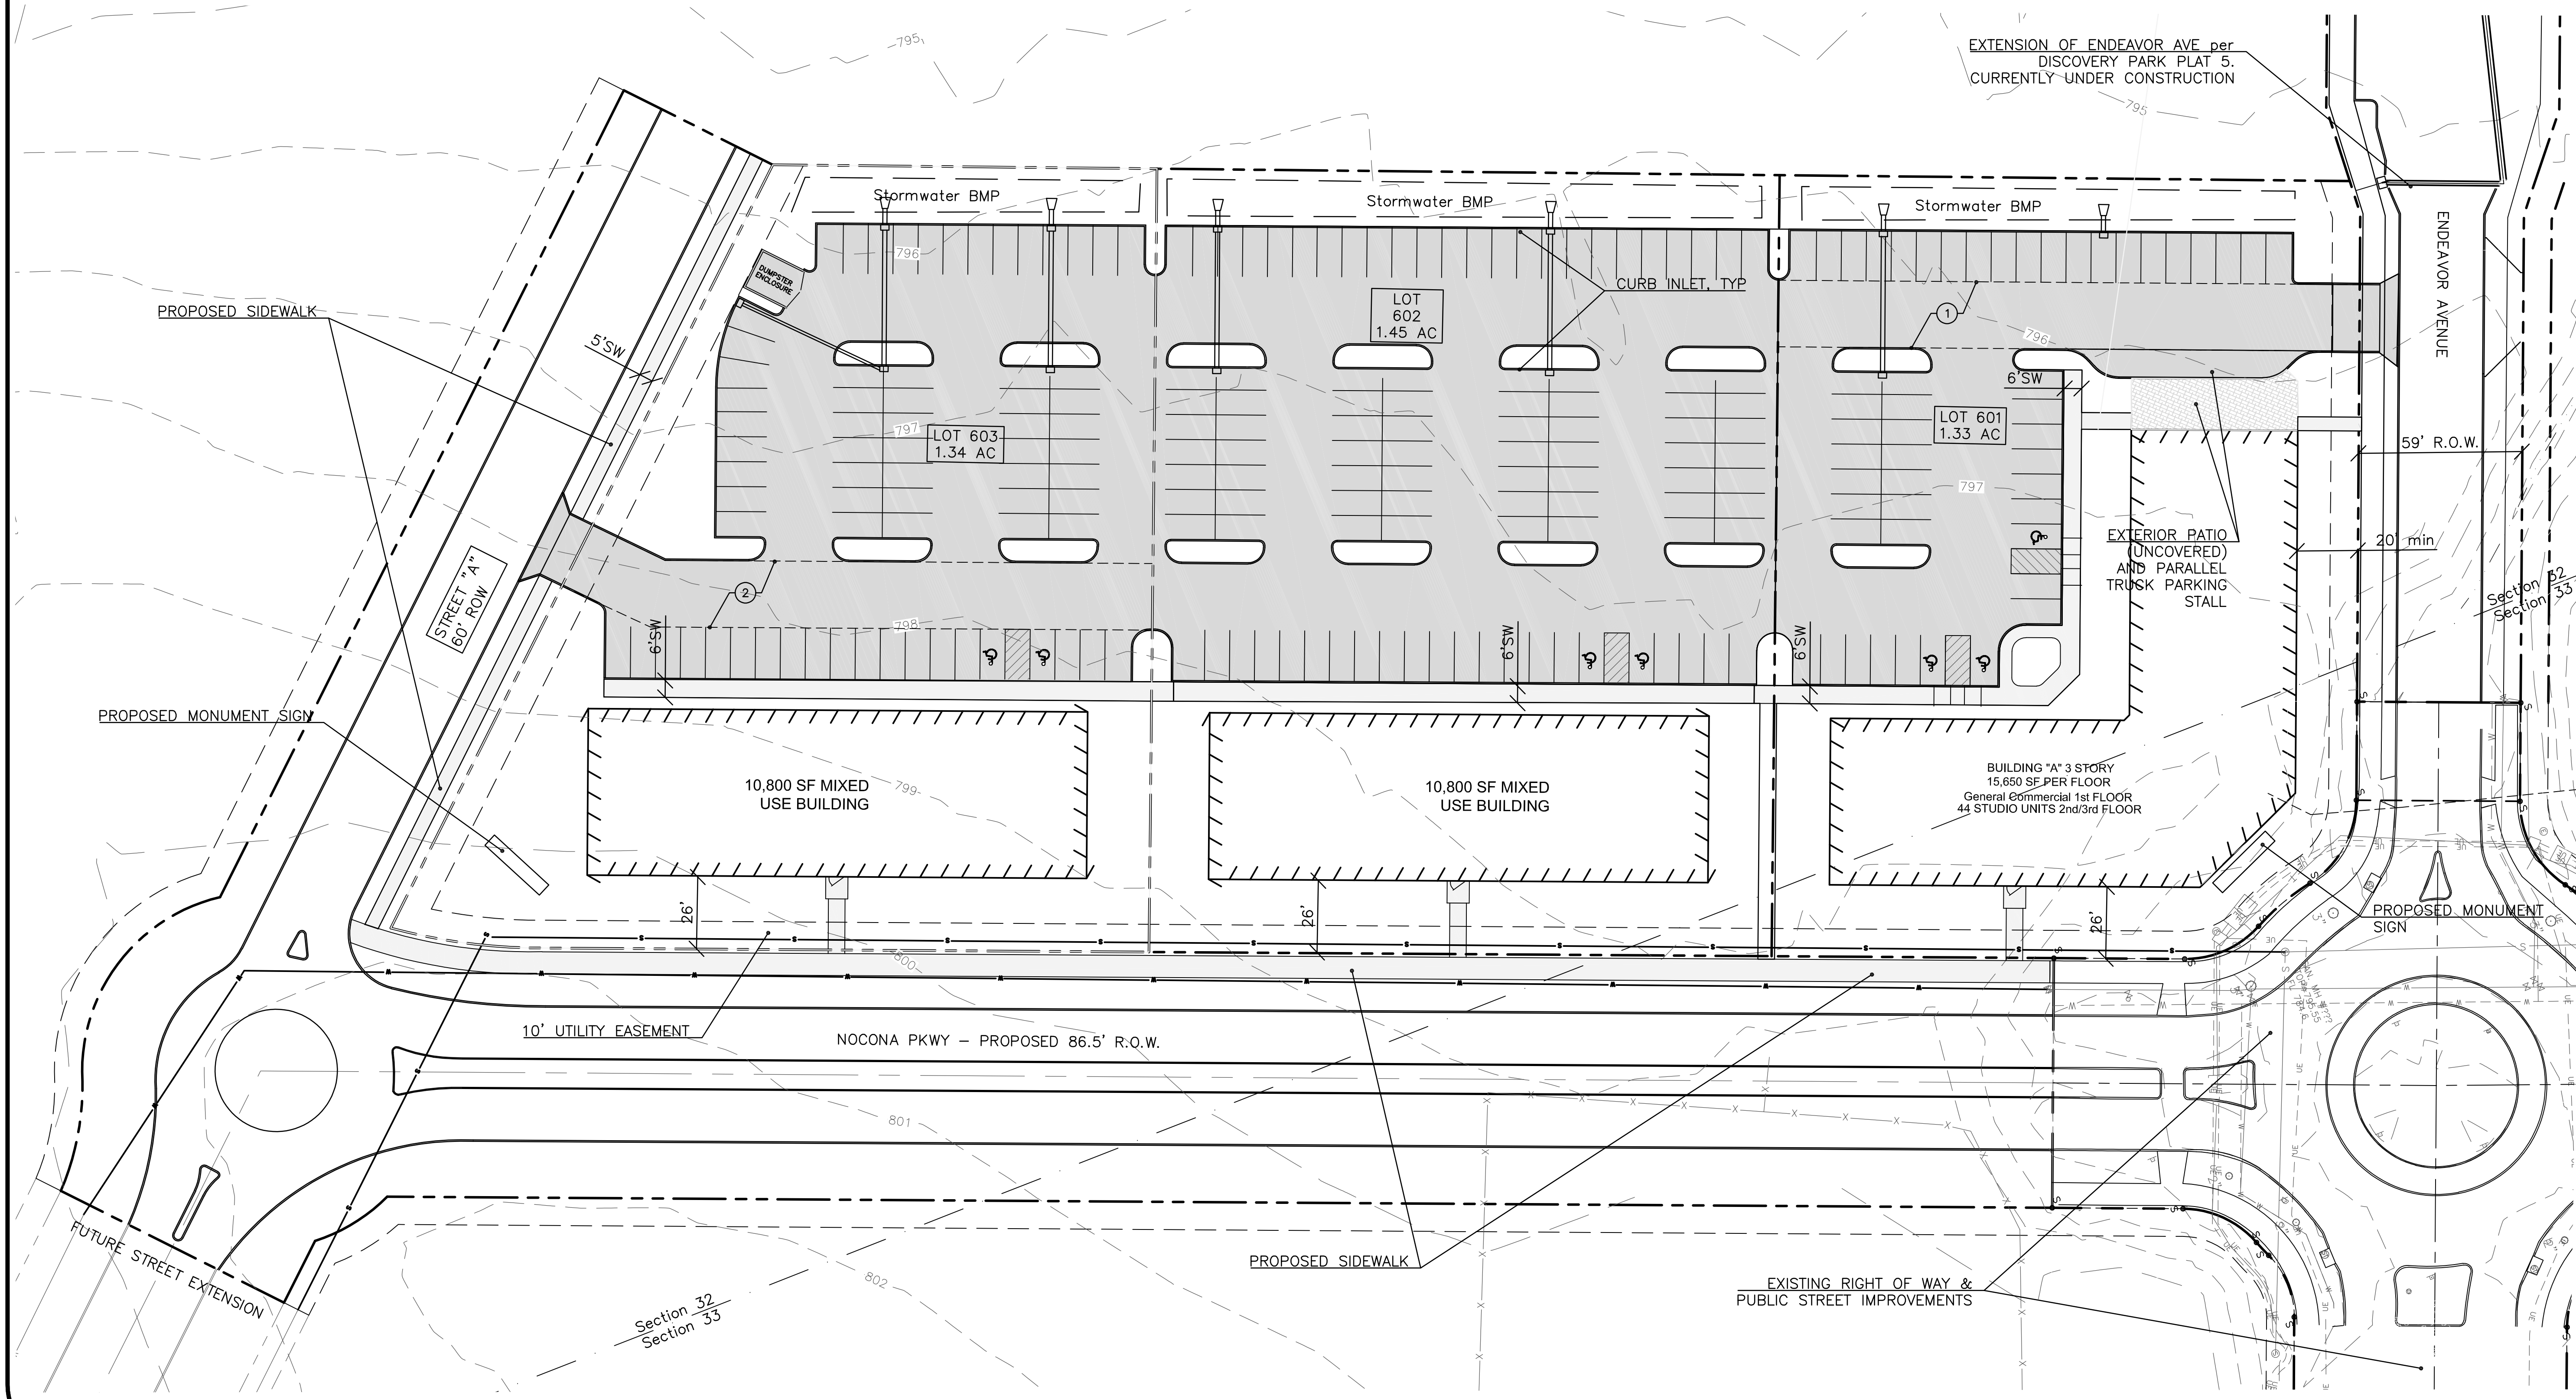 795
EXTENSION OF ENDEAVOR AVE per
DISCOVERY PARK PLAT 5.
CURRENTLY UNDER CONSTRUCTION
795
Stormwater BMP
Stormwater BMP
Stormwater BMP
ENDEAVOR AVENUE
796
DUMPSTER
ENCLOSURE
CURB INLET, TYP
LOT
602
1.45 AC
1
796
PROPOSED SIDEWALK
5'SW
6'SW
797
LOT 603
1.34 AC
LOT 601
1.33 AC
59' R.O.W.
797
EXTERIOR PATIO
(UNCOVERED)
AND PARALLEL
TRUCK PARKING
STALL
20' min
Section 32
Section 33
STREET "A"
60' ROW
2
798
6'SW
6'SW
6'SW
PROPOSED MONUMENT SIGN
10,800 SF MIXED
USE BUILDING
799
10,800 SF MIXED
USE BUILDING
BUILDING "A" 3 STORY
15,650 SF PER FLOOR
General Commercial 1st FLOOR
44 STUDIO UNITS 2nd/3rd FLOOR
26'
26'
26'
PROPOSED MONUMENT
SIGN
800
10' UTILITY EASEMENT
NOCONA PKWY – PROPOSED 86.5' R.O.W.
801
FUTURE STREET EXTENSION
802
Section 32
Section 33
PROPOSED SIDEWALK
EXISTING RIGHT OF WAY &
PUBLIC STREET IMPROVEMENTS